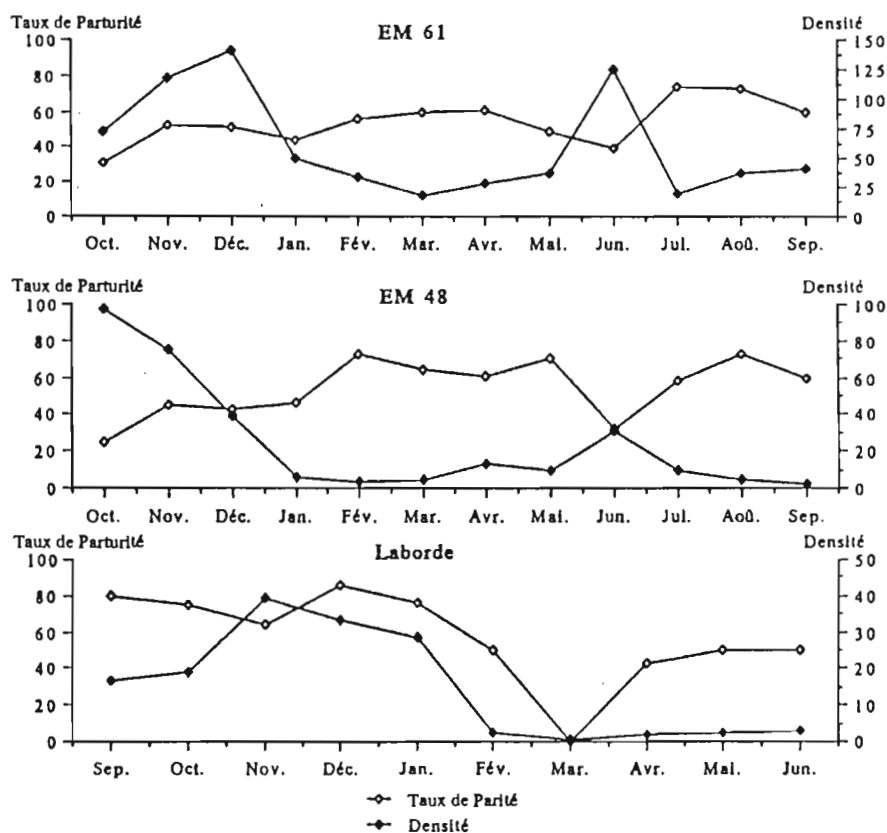 Taux de Parturité EM 61 Densité
100 150
80 125
60 100
40 75
20 50
0 25
0
Oct. Nov. Déc. Jan. Fév. Mar. Avr. Mai. Jun. Jul. Aoû. Sep.
Taux de Parturité EM 48 Densité
100 100
80 80
60 60
40 40
20 20
0 0
Oct. Nov. Déc. Jan. Fév. Mar. Avr. Mai. Jun. Jul. Aoû. Sep.
Taux de Parturité Laborde Densité
100 50
80 40
60 30
40 20
20 10
0 0
Sep. Oct. Nov. Déc. Jan. Fév. Mar. Avr. Mai. Jun.
Taux de Parité
Densité